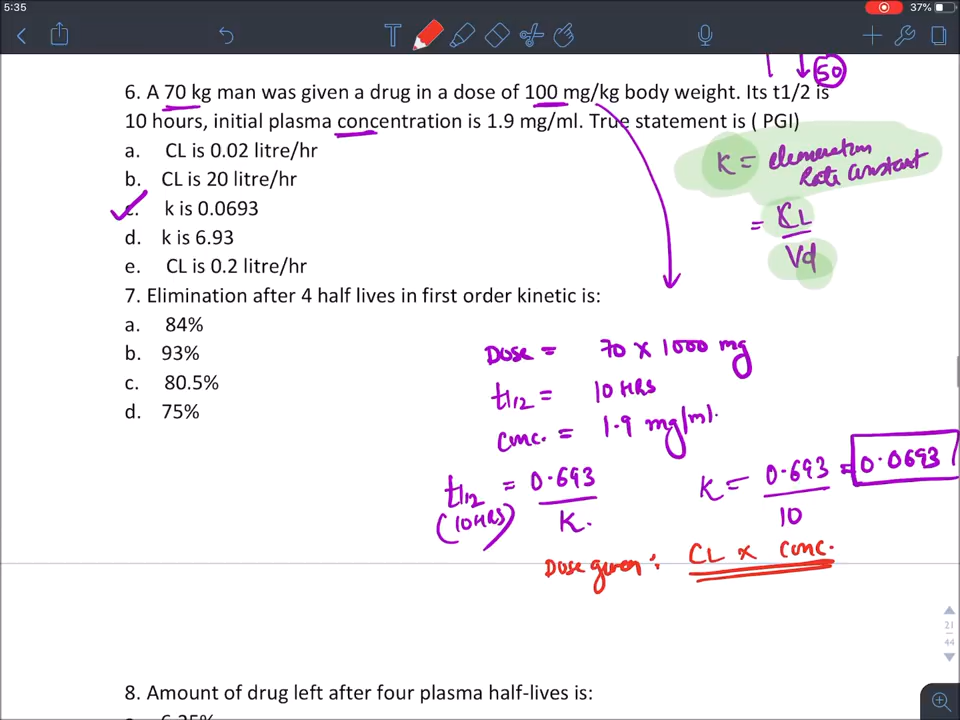 5:35
37%
T
50
6. A 70 kg man was given a drug in a dose of 100 mg/kg body weight. Its t1/2 is
10 hours, initial plasma concentration is 1.9 mg/ml. True statement is ( PGI)
a. CL is 0.02 litre/hr
b. CL is 20 litre/hr
c. k is 0.0693
d. k is 6.93
e. CL is 0.2 litre/hr
K = elemeration
Rate constant
= CL
Vd
7. Elimination after 4 half lives in first order kinetic is:
a. 84%
b. 93%
c. 80.5%
d. 75%
Dose = 70 x 1000 mg
t1/2 = 10 HRS
conc. = 1.9 mg/ml.
t1/2 = 0.693
(10HRS) K.
K = 0.693 = 0.0693
10
Dose given : CL x conc.
21
44
8. Amount of drug left after four plasma half-lives is:
a. 6.25%